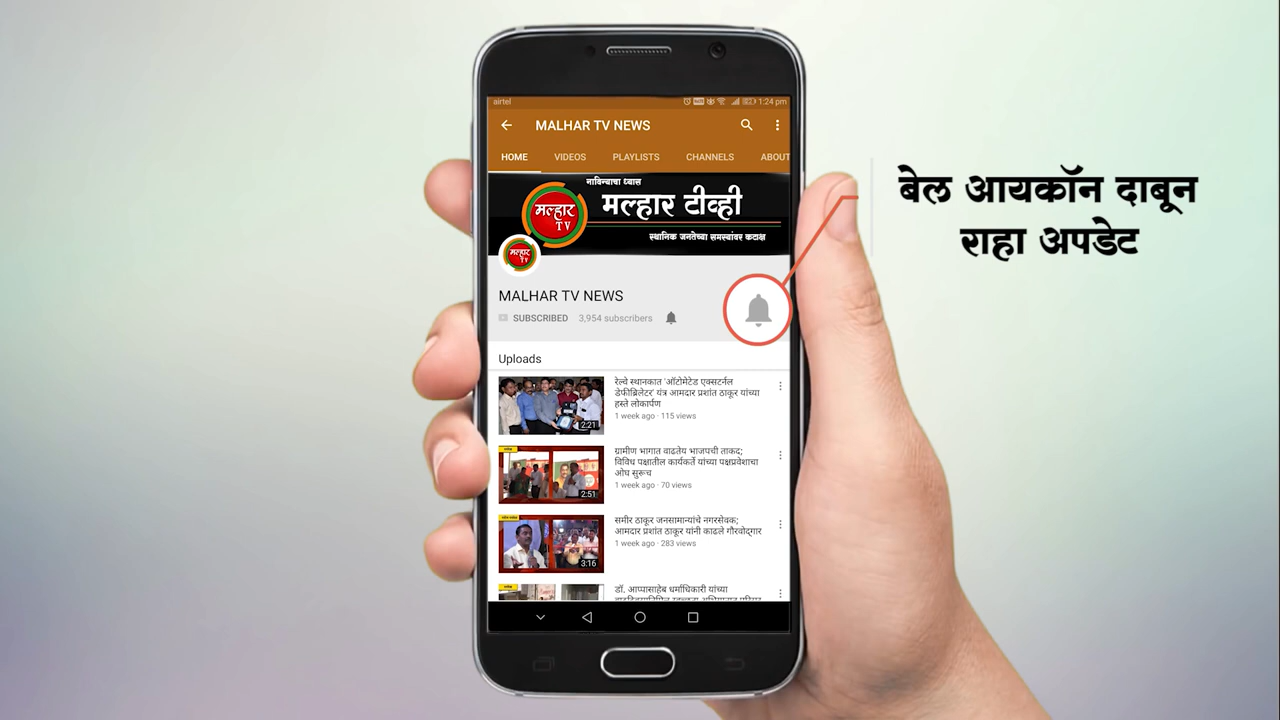 airtel
1:24 pm
MALHAR TV NEWS
HOME VIDEOS PLAYLISTS CHANNELS ABOUT
नाविन्याचा ध्यास
मल्हार टीव्ही
स्थानिक जनतेच्या समस्यांवर कटाक्ष
मल्हार
TV
मल्हार
TV
बेल आयकॉन दाबून
राहा अपडेट
MALHAR TV NEWS
SUBSCRIBED 3,954 subscribers
Uploads
रेल्वे स्थानकात 'ऑटोमेटेड एक्सटर्नल
डेफीब्रिलेटर' यंत्र आमदार प्रशांत ठाकूर यांच्या
हस्ते लोकार्पण
1 week ago · 115 views
2:21
ग्रामीण भागात वाढतेय भाजपची ताकद;
विविध पक्षातील कार्यकर्ते यांच्या पक्षप्रवेशाचा
ओघ सुरूच
1 week ago · 70 views
2:51
समीर ठाकूर जनसामान्यांचे नगरसेवक;
आमदार प्रशांत ठाकूर यांनी काढले गौरवोद्गार
1 week ago · 283 views
3:16
डॉ. आप्पासाहेब धर्माधिकारी यांच्या